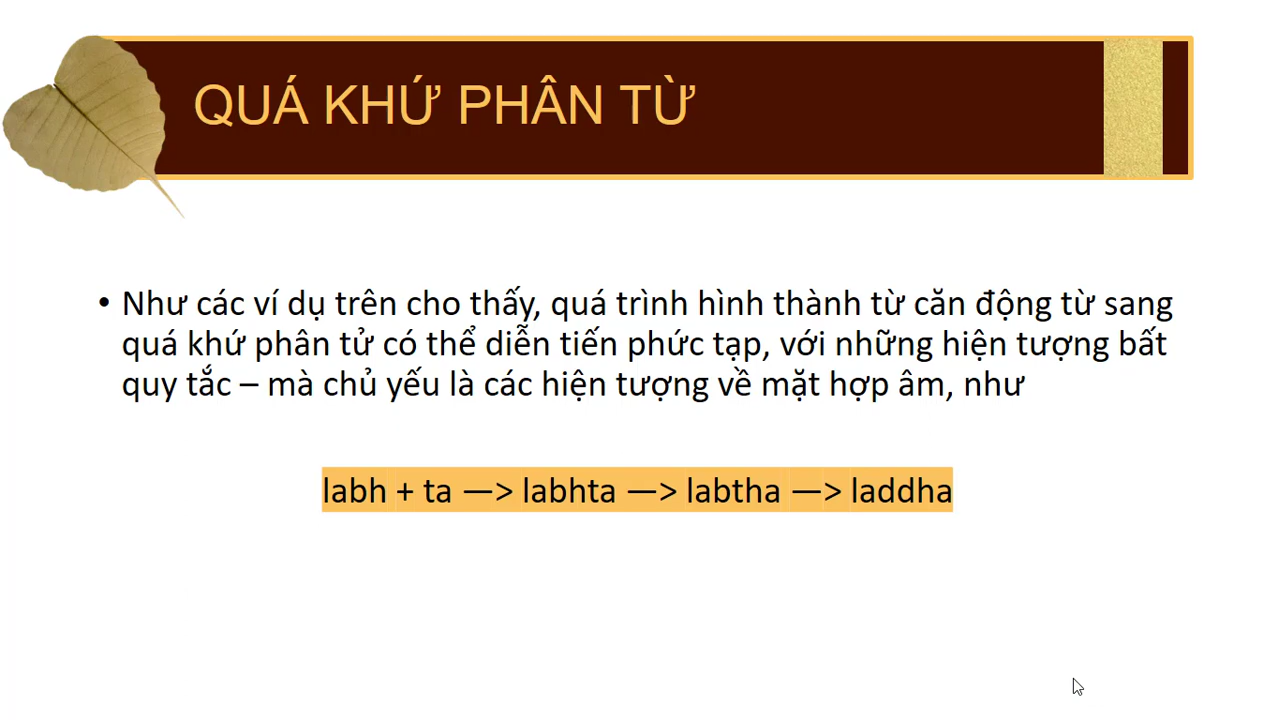 QUÁ KHỨ PHÂN TỪ
• Như các ví dụ trên cho thấy, quá trình hình thành từ căn động từ sang
quá khứ phân tử có thể diễn tiến phức tạp, với những hiện tượng bất
quy tắc – mà chủ yếu là các hiện tượng về mặt hợp âm, như
labh + ta —> labhta —> labtha —> laddha